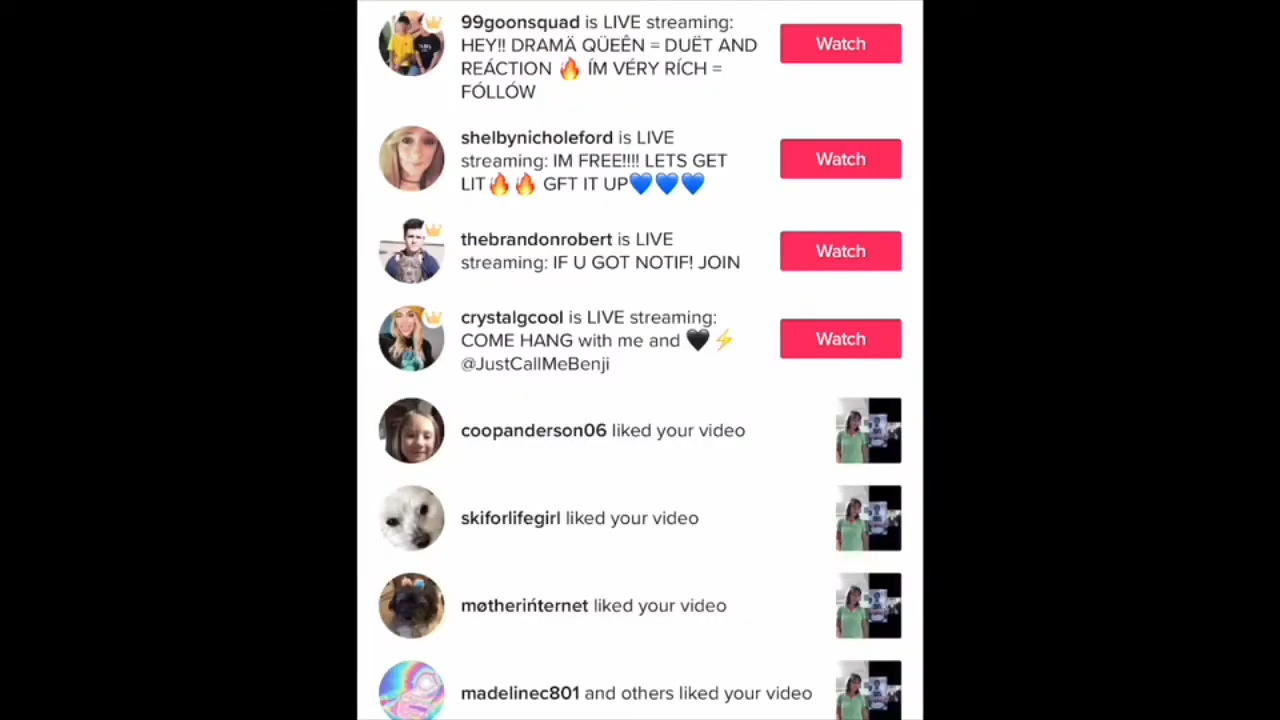 99goonsquad is LIVE streaming:
HEY!! DRAMÄ QÜEÊN = DUËT AND
REÁCTION 🔥 ÍM VÉRY RÍCH =
FÓLLÓW
Watch
shelbynicholeford is LIVE
streaming: IM FREE!!!! LETS GET
LIT🔥🔥 GFT IT UP💙💙💙
Watch
thebrandonrobert is LIVE
streaming: IF U GOT NOTIF! JOIN
Watch
crystalgcool is LIVE streaming:
COME HANG with me and 🖤⚡
@JustCallMeBenji
Watch
coopanderson06 liked your video
skiforlifegirl liked your video
møtherińternet liked your video
madelinec801 and others liked your video